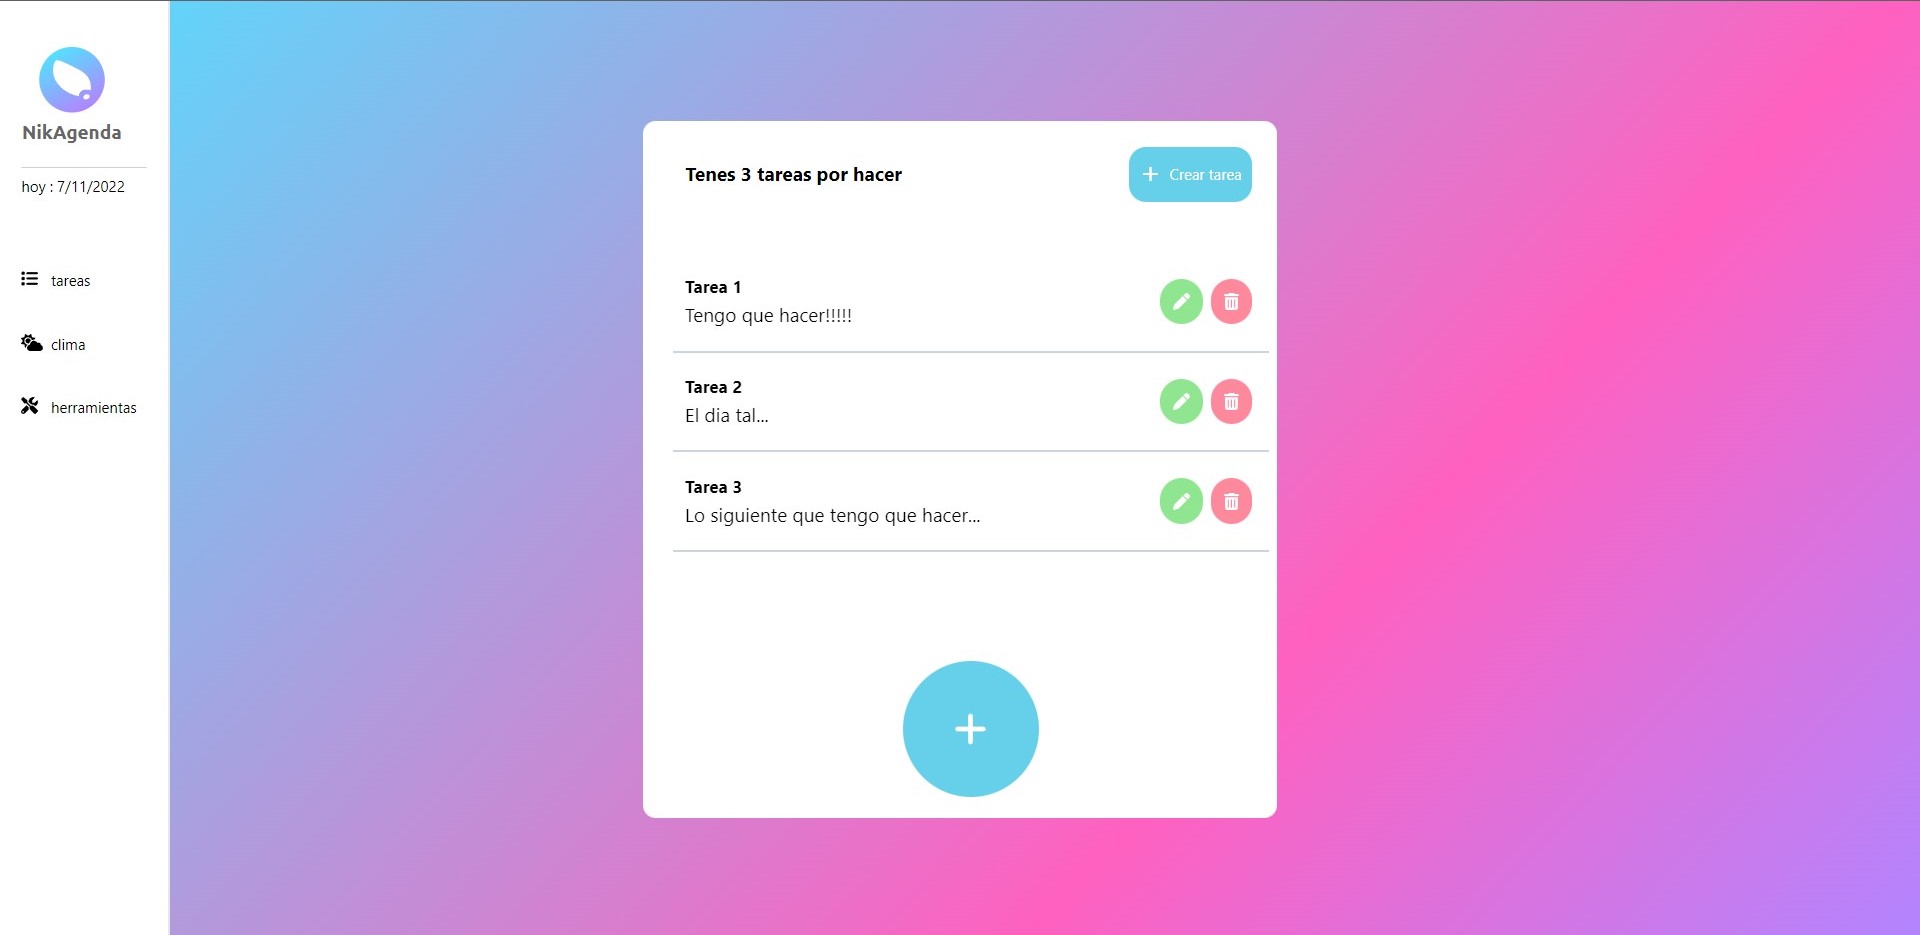 NikAgenda
hoy : 7/11/2022
tareas
clima
herramientas
Tenes 3 tareas por hacer
Crear tarea
Tarea 1
Tengo que hacer!!!!!
Tarea 2
El dia tal...
Tarea 3
Lo siguiente que tengo que hacer...